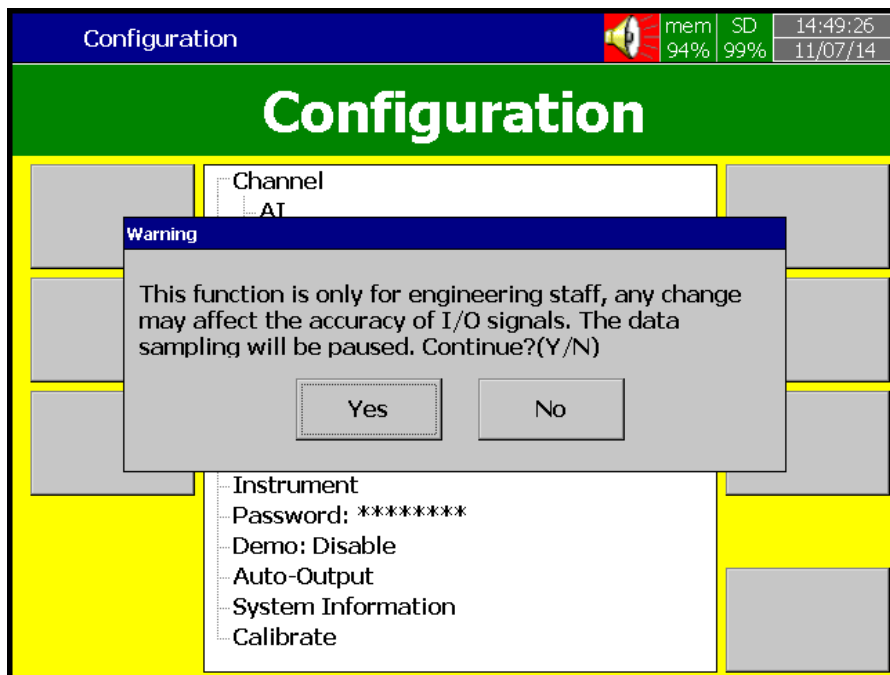 Configuration
mem SD 14:49:26
94% 99% 11/07/14
Configuration
Channel
AI
Warning
This function is only for engineering staff, any change
may affect the accuracy of I/O signals. The data
sampling will be paused. Continue?(Y/N)
Yes No
Instrument
Password: ********
Demo: Disable
Auto-Output
System Information
Calibrate